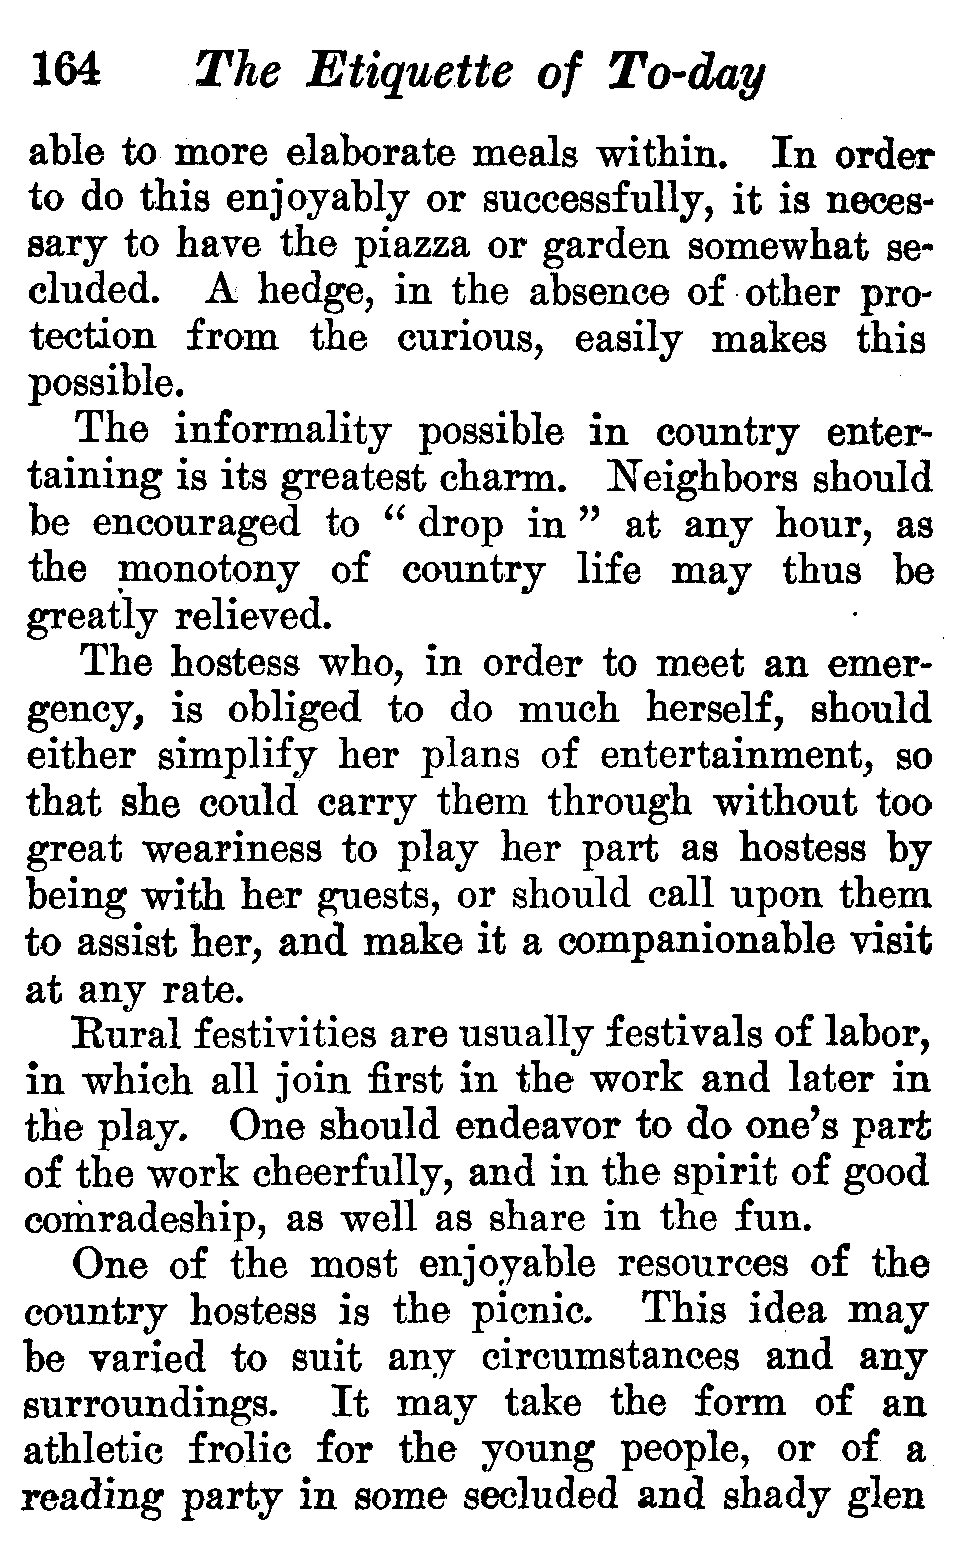 164 The Etiquette of To-day
able to more elaborate meals within. In order
to do this enjoyably or successfully, it is neces-
sary to have the piazza or garden somewhat se-
cluded. A hedge, in the absence of other pro-
tection from the curious, easily makes this
possible.
The informality possible in country enter-
taining is its greatest charm. Neighbors should
be encouraged to “ drop in ” at any hour, as
the monotony of country life may thus be
greatly relieved.
The hostess who, in order to meet an emer-
gency, is obliged to do much herself, should
either simplify her plans of entertainment, so
that she could carry them through without too
great weariness to play her part as hostess by
being with her guests, or should call upon them
to assist her, and make it a companionable visit
at any rate.
Rural festivities are usually festivals of labor,
in which all join first in the work and later in
the play. One should endeavor to do one’s part
of the work cheerfully, and in the spirit of good
comradeship, as well as share in the fun.
One of the most enjoyable resources of the
country hostess is the picnic. This idea may
be varied to suit any circumstances and any
surroundings. It may take the form of an
athletic frolic for the young people, or of a
reading party in some secluded and shady glen